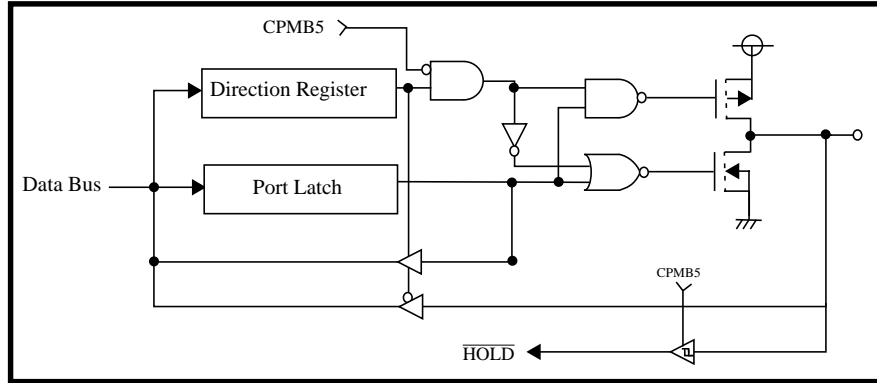 CPMB5
Direction Register
Data Bus
Port Latch
CPMB5
HOLD